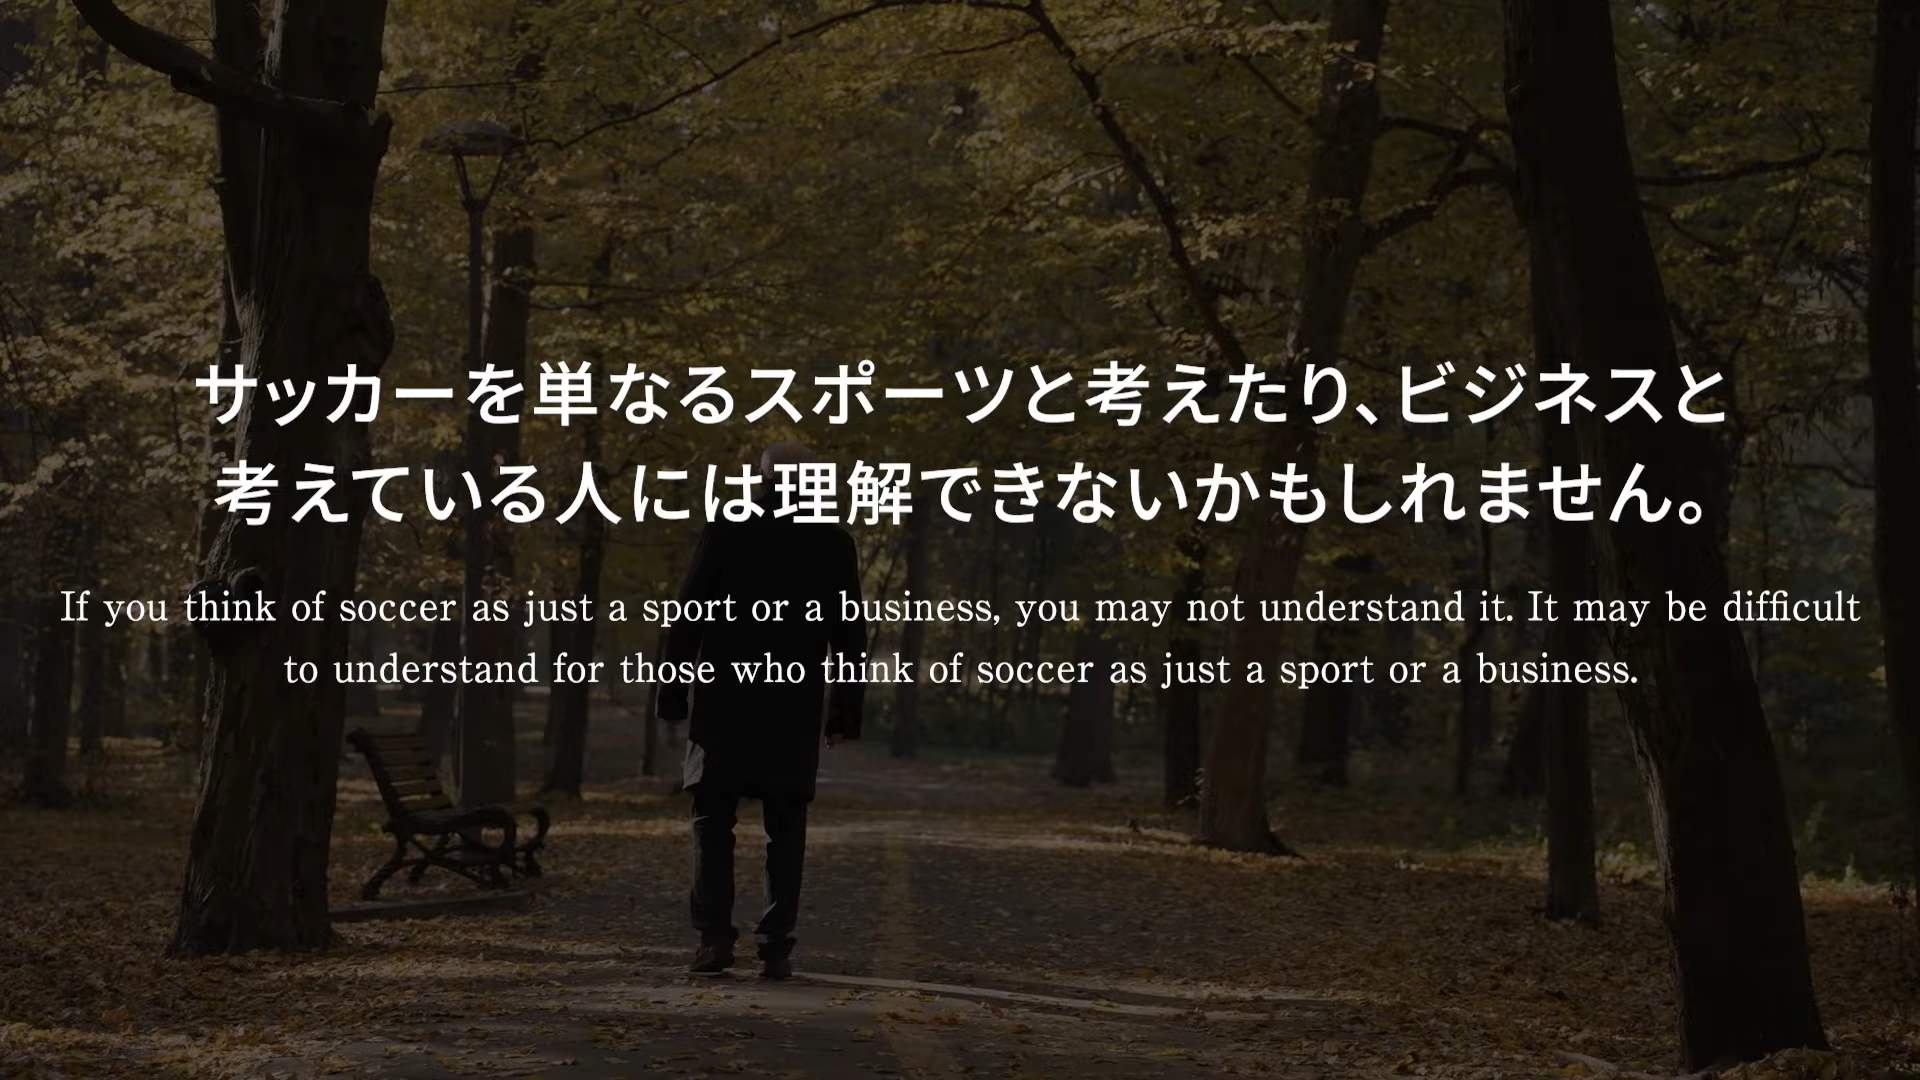 サッカーを単なるスポーツと考えたり、ビジネスと
考えている人には理解できないかもしれません。
If you think of soccer as just a sport or a business, you may not understand it. It may be difficult
to understand for those who think of soccer as just a sport or a business.